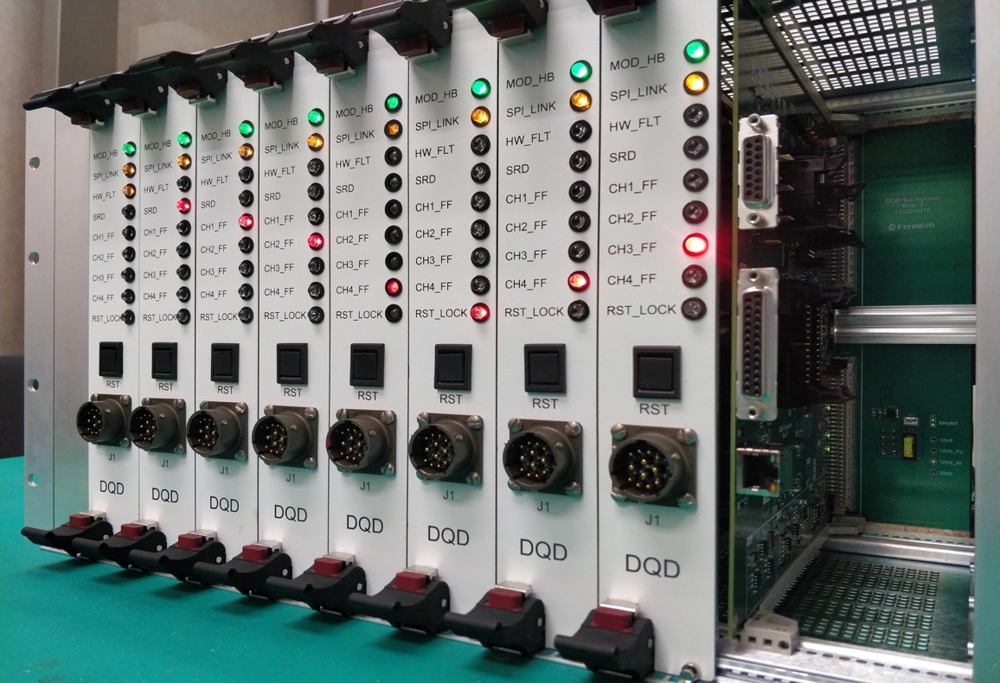 MOD_HB
SPI_LINK
HW_FLT
SRD
CH1_FF
CH2_FF
CH3_FF
CH4_FF
RST_LOCK
RST
J1
DQD
MOD_HB
SPI_LINK
HW_FLT
SRD
CH1_FF
CH2_FF
CH3_FF
CH4_FF
RST_LOCK
RST
J1
DQD
MOD_HB
SPI_LINK
HW_FLT
SRD
CH1_FF
CH2_FF
CH3_FF
CH4_FF
RST_LOCK
RST
J1
DQD
MOD_HB
SPI_LINK
HW_FLT
SRD
CH1_FF
CH2_FF
CH3_FF
CH4_FF
RST_LOCK
RST
J1
DQD
MOD_HB
SPI_LINK
HW_FLT
SRD
CH1_FF
CH2_FF
CH3_FF
CH4_FF
RST_LOCK
RST
J1
DQD
MOD_HB
SPI_LINK
HW_FLT
SRD
CH1_FF
CH2_FF
CH3_FF
CH4_FF
RST_LOCK
RST
J1
DQD
MOD_HB
SPI_LINK
HW_FLT
SRD
CH1_FF
CH2_FF
CH3_FF
CH4_FF
RST_LOCK
RST
J1
DQD
MOD_HB
SPI_LINK
HW_FLT
SRD
CH1_FF
CH2_FF
CH3_FF
CH4_FF
RST_LOCK
RST
J1
DQD
DQD Backplane
Rev. 1
Fermilab
SHUNT
12V0
12V0_FU
12V0_IN
GND